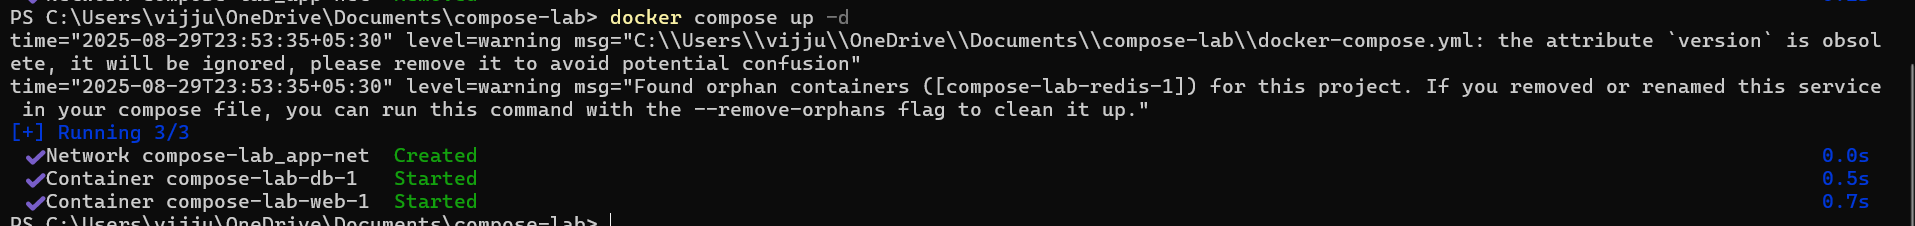 PS C:\Users\vijju\OneDrive\Documents\compose-lab> docker compose up -d
time="2025-08-29T23:53:35+05:30" level=warning msg="C:\\Users\\vijju\\OneDrive\\Documents\\compose-lab\\docker-compose.yml: the attribute `version` is obsol
ete, it will be ignored, please remove it to avoid potential confusion"
time="2025-08-29T23:53:35+05:30" level=warning msg="Found orphan containers ([compose-lab-redis-1]) for this project. If you removed or renamed this service
 in your compose file, you can run this command with the --remove-orphans flag to clean it up."
[+] Running 3/3
 ✔Network compose-lab_app-net  Created 0.0s
 ✔Container compose-lab-db-1   Started 0.5s
 ✔Container compose-lab-web-1  Started 0.7s
PS C:\Users\vijju\OneDrive\Documents\compose-lab>